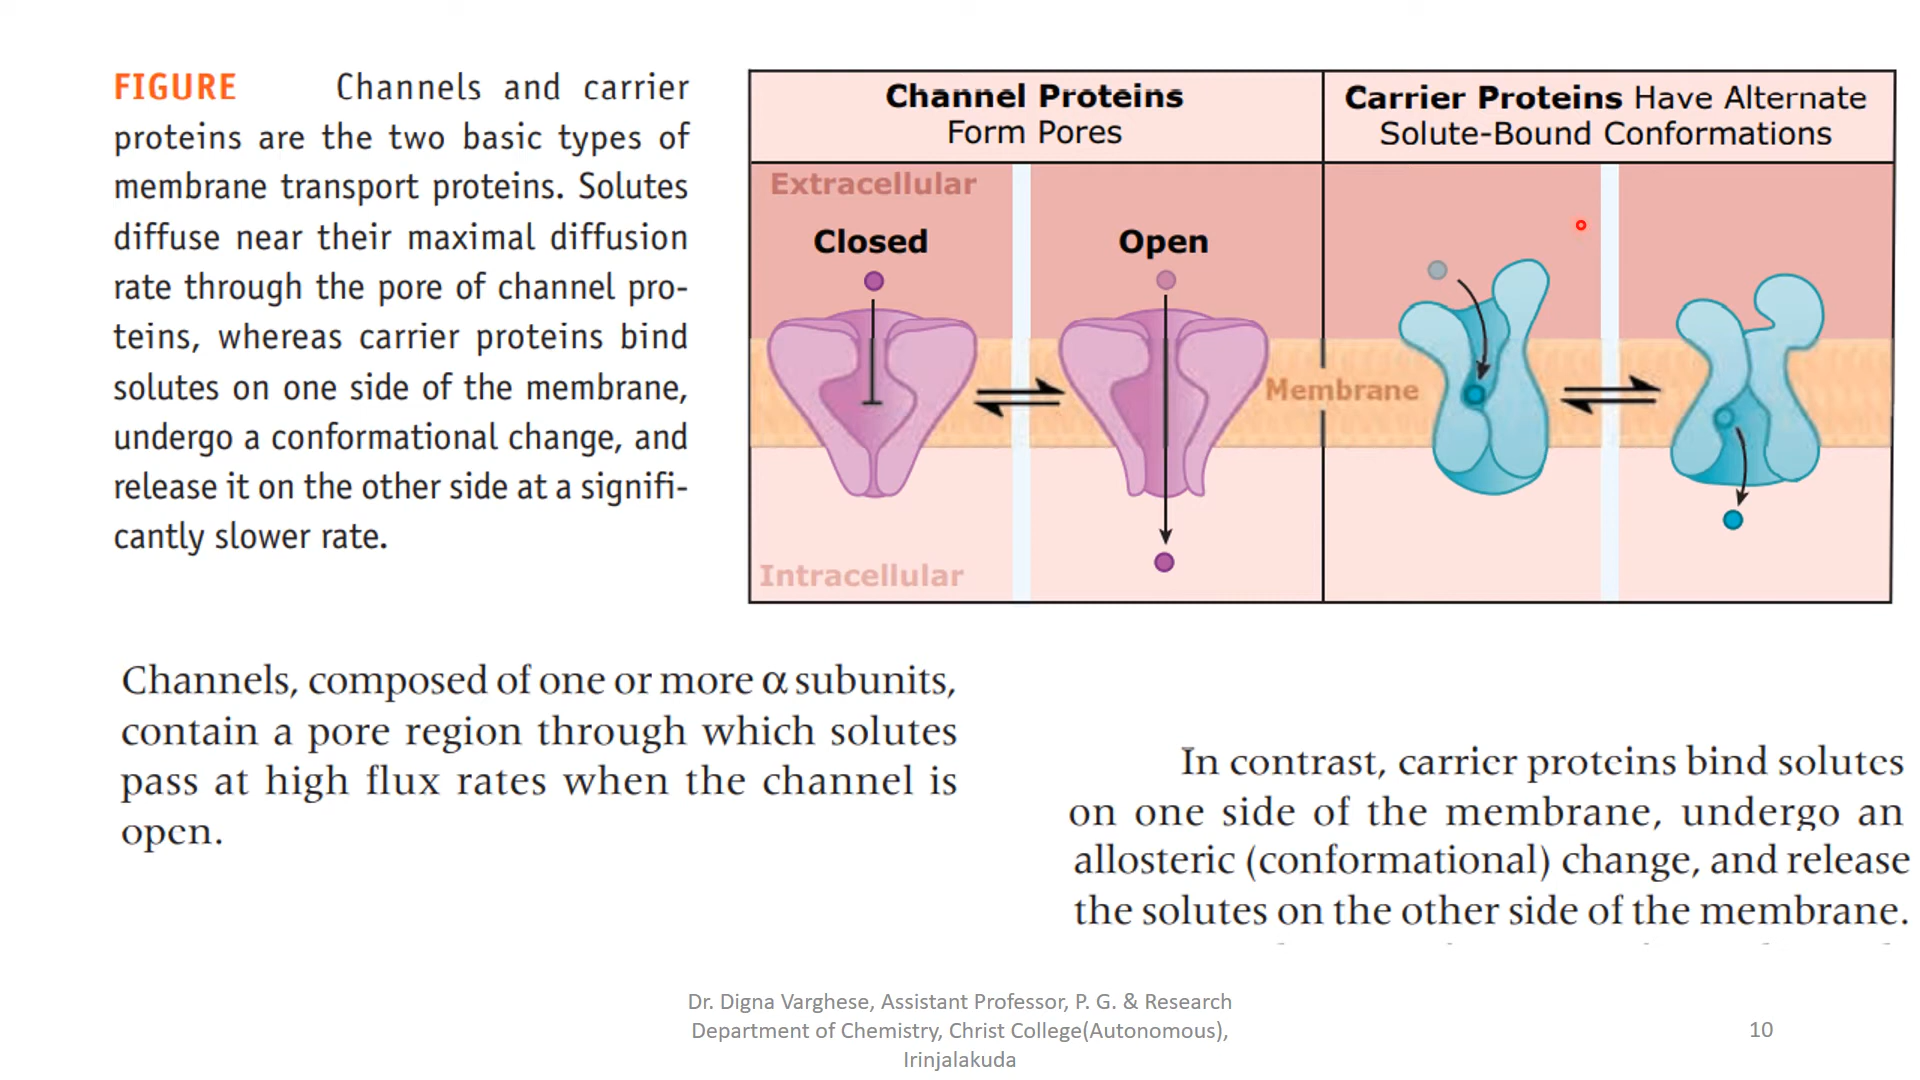 FIGURE Channels and carrier
proteins are the two basic types of
membrane transport proteins. Solutes
diffuse near their maximal diffusion
rate through the pore of channel pro-
teins, whereas carrier proteins bind
solutes on one side of the membrane,
undergo a conformational change, and
release it on the other side at a signifi-
cantly slower rate.
Channel Proteins
Form Pores
Carrier Proteins Have Alternate
Solute-Bound Conformations
Extracellular
Closed
Open
Membrane
Intracellular
Channels, composed of one or more α subunits,
contain a pore region through which solutes
pass at high flux rates when the channel is
open.
In contrast, carrier proteins bind solutes
on one side of the membrane, undergo an
allosteric (conformational) change, and release
the solutes on the other side of the membrane.
Dr. Digna Varghese, Assistant Professor, P. G. & Research
Department of Chemistry, Christ College(Autonomous),
Irinjalakuda
10